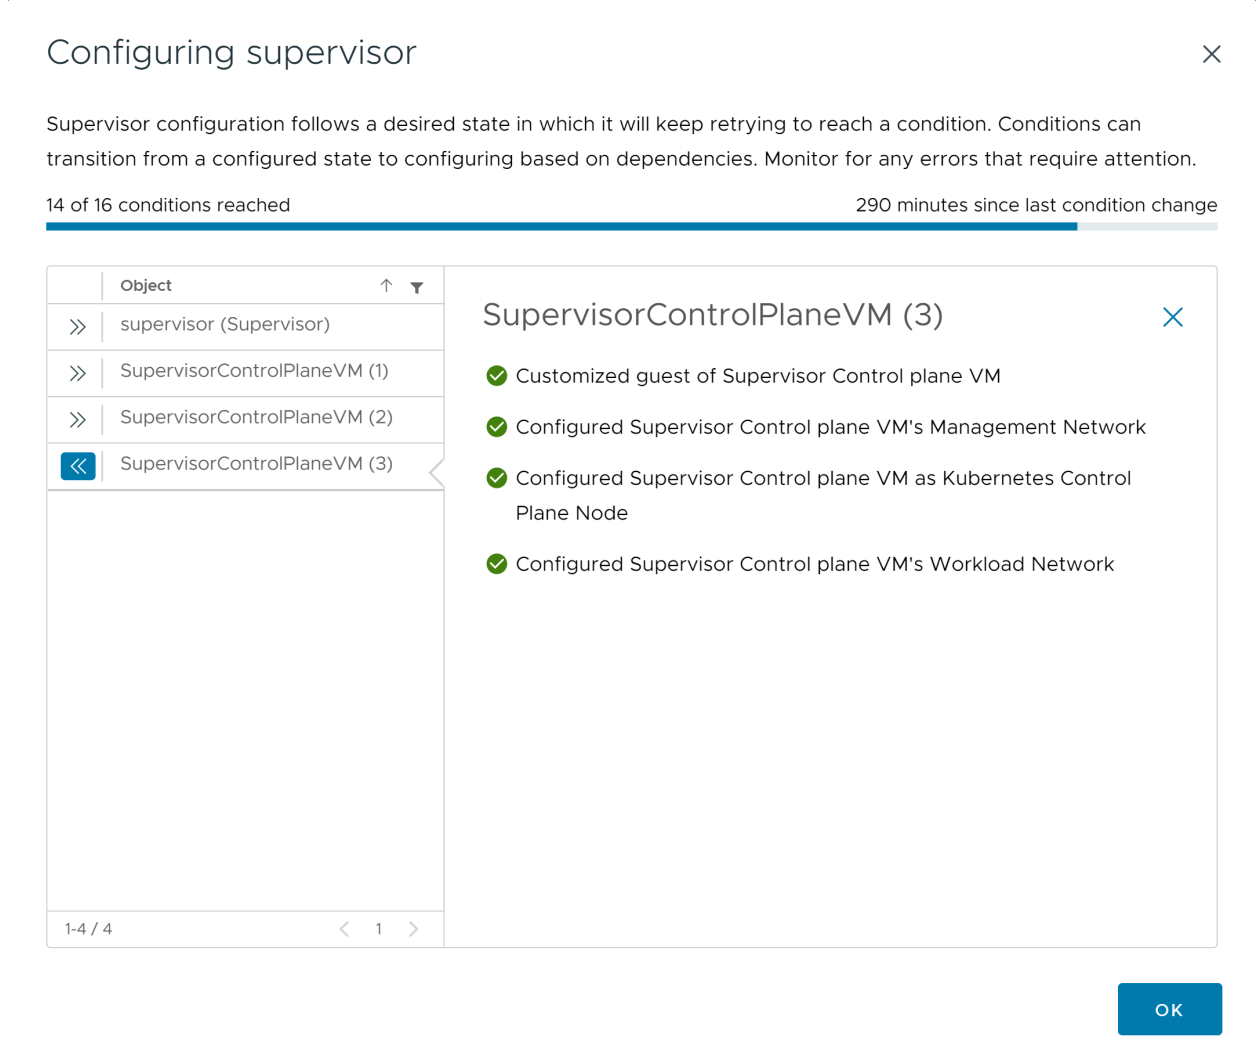 Configuring supervisor
Supervisor configuration follows a desired state in which it will keep retrying to reach a condition. Conditions can
transition from a configured state to configuring based on dependencies. Monitor for any errors that require attention.
14 of 16 conditions reached
290 minutes since last condition change
Object
supervisor (Supervisor)
SupervisorControlPlaneVM (1)
SupervisorControlPlaneVM (2)
SupervisorControlPlaneVM (3)
1-4 / 4
1
SupervisorControlPlaneVM (3)
Customized guest of Supervisor Control plane VM
Configured Supervisor Control plane VM's Management Network
Configured Supervisor Control plane VM as Kubernetes Control
Plane Node
Configured Supervisor Control plane VM's Workload Network
OK